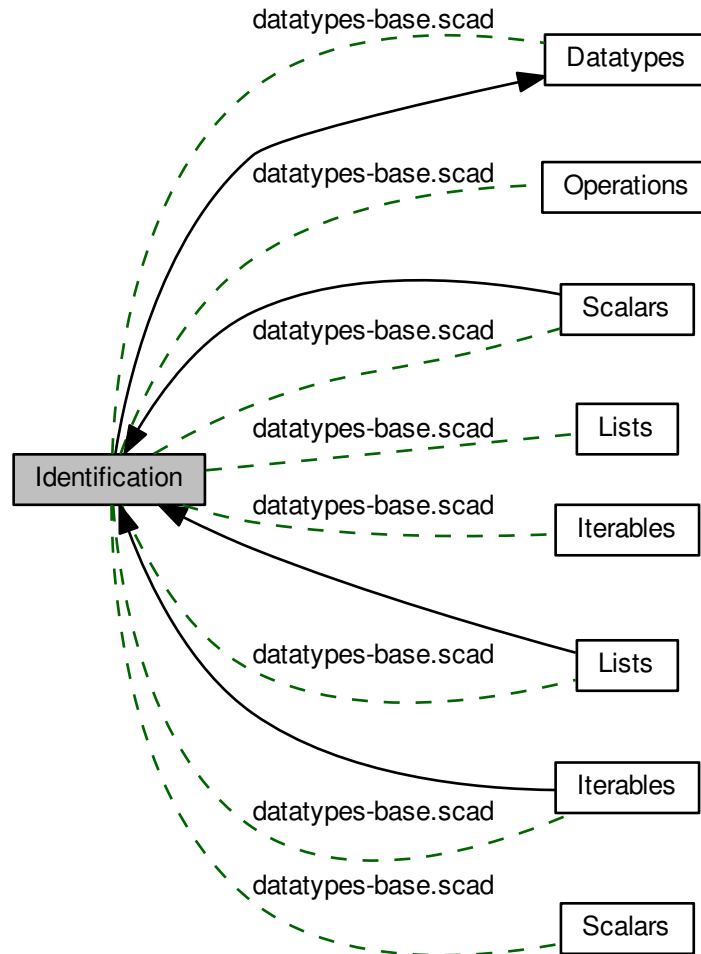 datatypes-base.scad
Datatypes
datatypes-base.scad
Operations
Scalars
datatypes-base.scad
datatypes-base.scad
Lists
Identification
datatypes-base.scad
Iterables
datatypes-base.scad
Lists
Iterables
datatypes-base.scad
datatypes-base.scad
Scalars